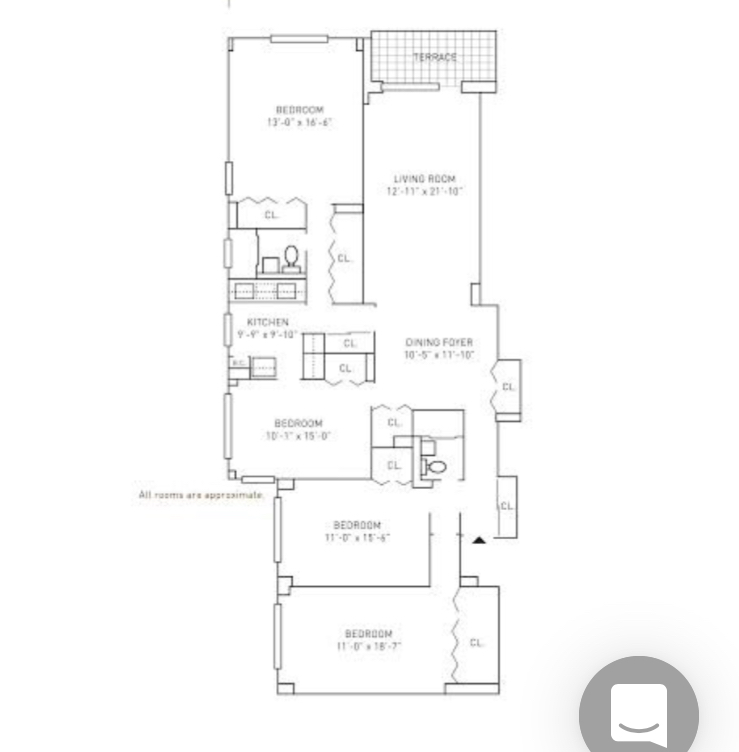 TERRACE
BEDROOM
13'-0" x 16'-6"
LIVING ROOM
12'-11" x 21'-10"
CL.
CL.
KITCHEN
9'-9" x 9'-10"
CL.
DINING FOYER
10'-5" x 11'-10"
CL.
CL.
BEDROOM
10'-1" x 15'-0"
CL.
CL.
All rooms are approximate.
CL.
BEDROOM
11'-0" x 15'-6"
BEDROOM
11'-0" x 18'-7"
CL.